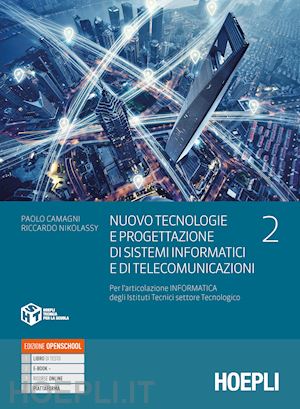 PAOLO CAMAGNI
RICCARDO NIKOLASSY
NUOVO TECNOLOGIE
E PROGETTAZIONE
DI SISTEMI INFORMATICI
E DI TELECOMUNICAZIONI
2
Per l'articolazione INFORMATICA
degli Istituti Tecnici settore Tecnologico
HOEPLI
TECNICA
PER LA SCUOLA
EDIZIONE OPENSCHOOL
LIBRO DI TESTO
E-BOOK +
RISORSE ONLINE
PIATTAFORMA
HOEPLI